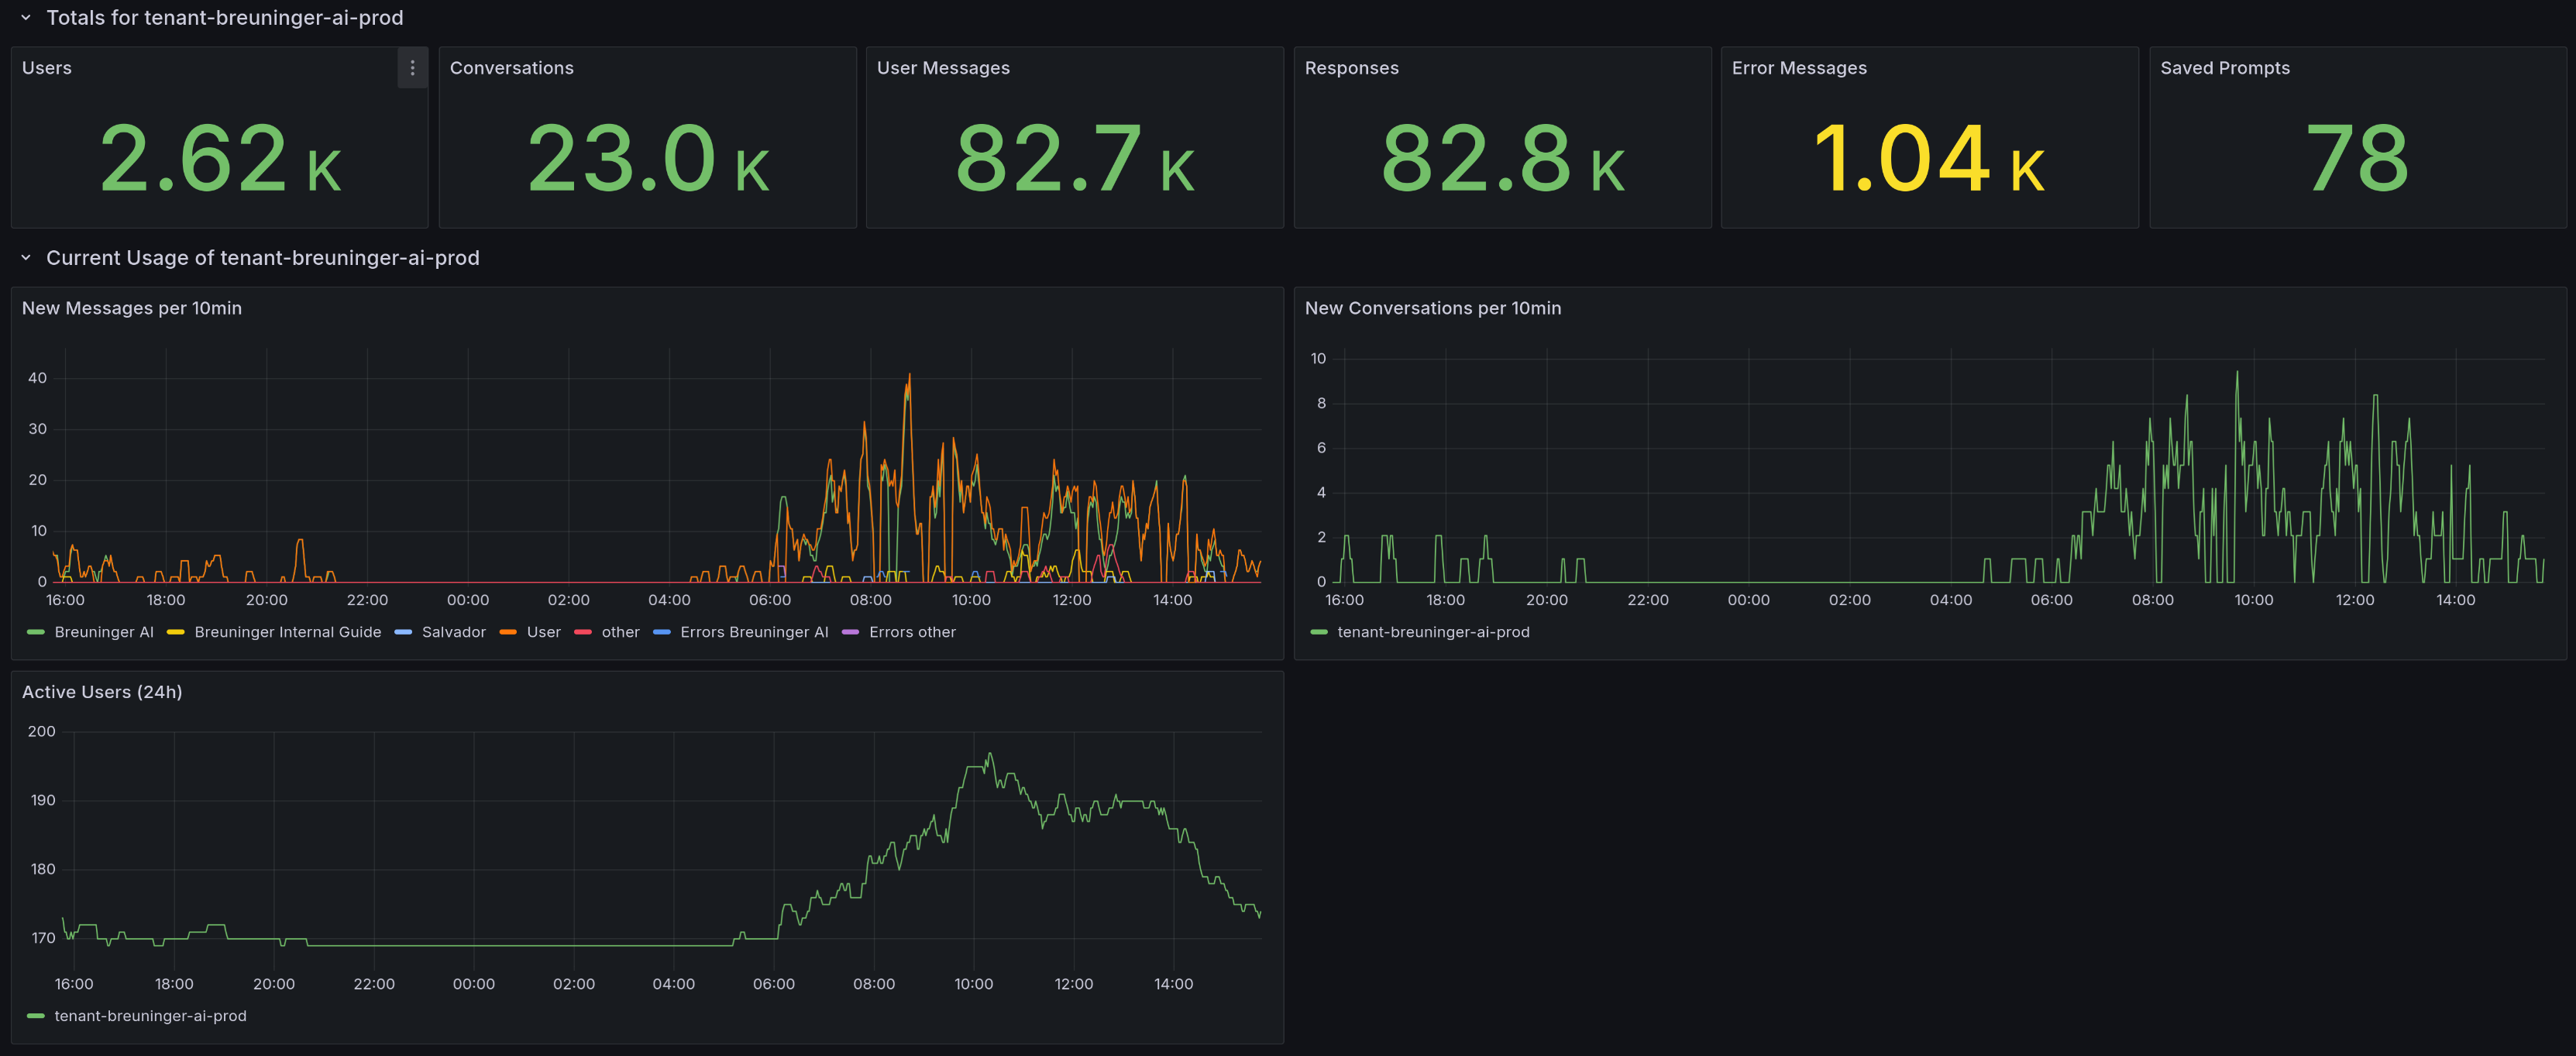 Totals for tenant-breuninger-ai-prod
Users
Conversations
User Messages
Responses
Error Messages
Saved Prompts
2.62 K
23.0 K
82.7 K
82.8 K
1.04 K
78
Current Usage of tenant-breuninger-ai-prod
New Messages per 10min
40
30
20
10
0
16:00 18:00 20:00 22:00 00:00 02:00 04:00 06:00 08:00 10:00 12:00 14:00
Breuninger AI Breuninger Internal Guide Salvador User other Errors Breuninger AI Errors other
New Conversations per 10min
10
8
6
4
2
0
16:00 18:00 20:00 22:00 00:00 02:00 04:00 06:00 08:00 10:00 12:00 14:00
tenant-breuninger-ai-prod
Active Users (24h)
200
190
180
170
16:00 18:00 20:00 22:00 00:00 02:00 04:00 06:00 08:00 10:00 12:00 14:00
tenant-breuninger-ai-prod